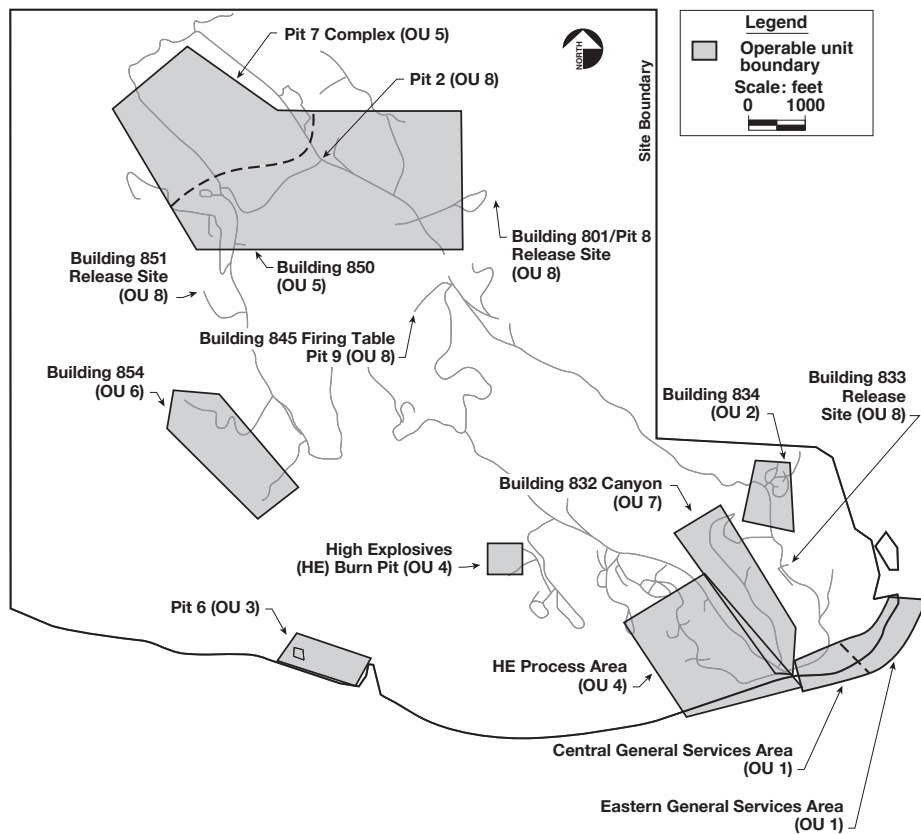 Pit 7 Complex (OU 5)
Pit 2 (OU 8)
NORTH
Site Boundary
Legend
Operable unit
boundary
Scale: feet
0 1000
Building 851
Release Site
(OU 8)
Building 850
(OU 5)
Building 801/Pit 8
Release Site
(OU 8)
Building 845 Firing Table
Pit 9 (OU 8)
Building 854
(OU 6)
Building 834
(OU 2)
Building 833
Release
Site (OU 8)
Building 832 Canyon
(OU 7)
High Explosives
(HE) Burn Pit (OU 4)
Pit 6 (OU 3)
HE Process Area
(OU 4)
Central General Services Area
(OU 1)
Eastern General Services Area
(OU 1)